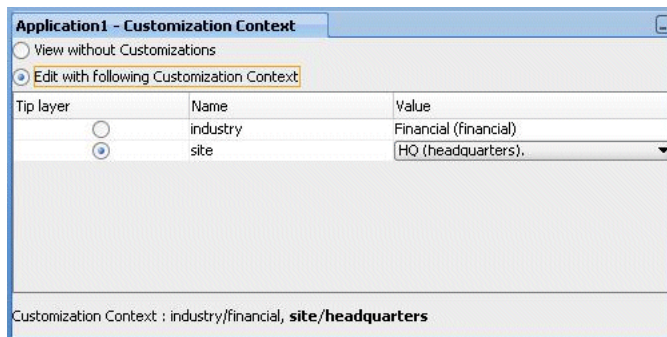 Application1 - Customization Context
View without Customizations
Edit with following Customization Context
Tip layer Name Value
industry Financial (financial)
site HQ (headquarters).
Customization Context : industry/financial, site/headquarters